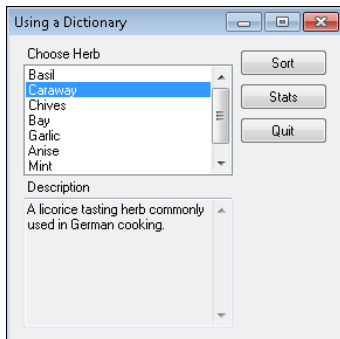 Using a Dictionary
Choose Herb
Basil
Caraway
Chives
Bay
Garlic
Anise
Mint
Sort
Stats
Quit
Description
A licorice tasting herb commonly
used in German cooking.